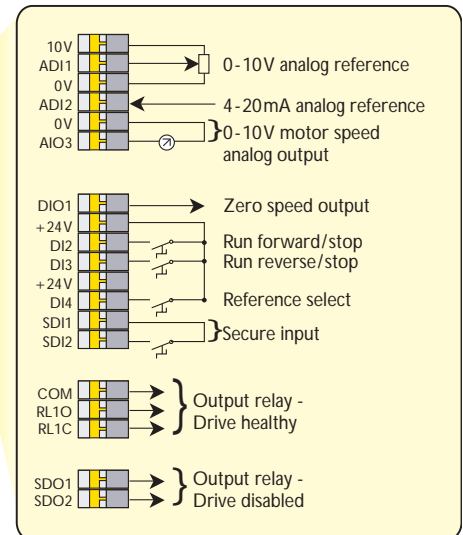 10V
ADI1
0V
ADI2
0V
AIO3
0-10V analog reference
4-20mA analog reference
0-10V motor speed
analog output
DIO1
+24V
DI2
DI3
+24V
DI4
SDI1
SDI2
Zero speed output
Run forward/stop
Run reverse/stop
Reference select
Secure input
COM
RL1O
RL1C
Output relay -
Drive healthy
SDO1
SDO2
Output relay -
Drive disabled